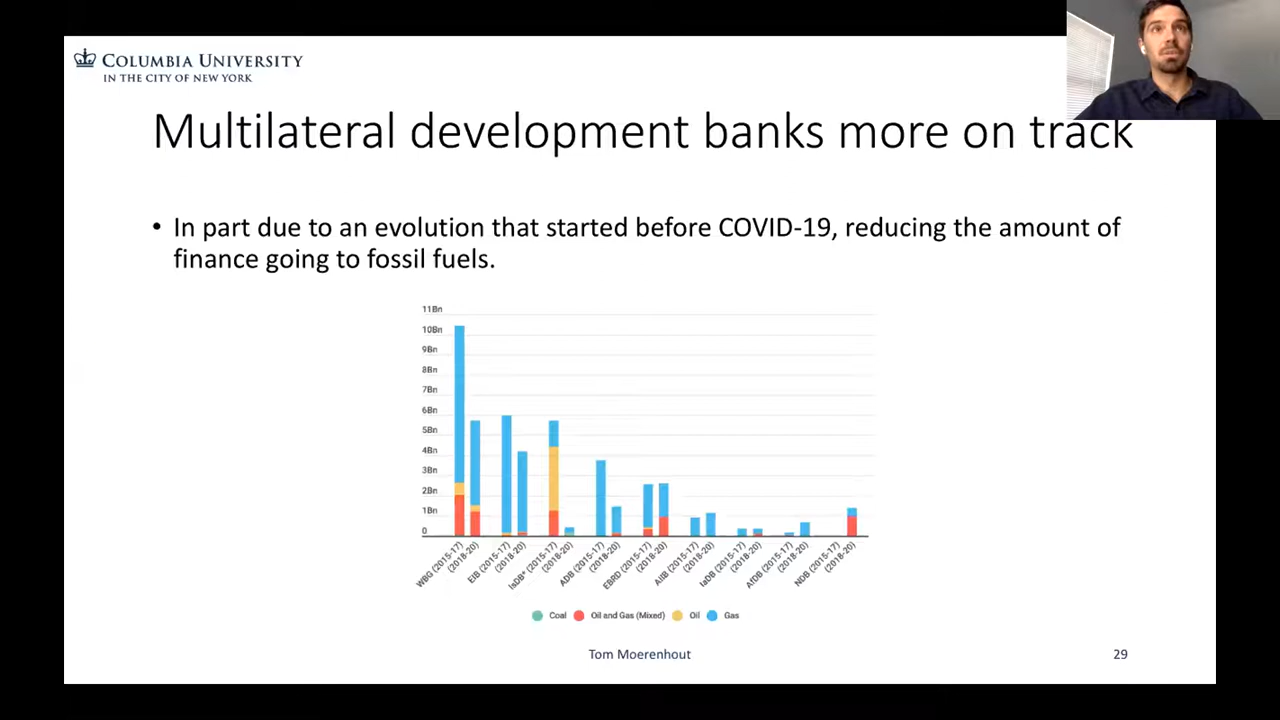 COLUMBIA UNIVERSITY
IN THE CITY OF NEW YORK
Multilateral development banks more on track
• In part due to an evolution that started before COVID-19, reducing the amount of
finance going to fossil fuels.
11Bn
10Bn
9Bn
8Bn
7Bn
6Bn
5Bn
4Bn
3Bn
2Bn
1Bn
0
WBG (2015-17)
(2018-20)
EIB (2015-17)
(2018-20)
IsDB* (2015-17)
(2018-20)
ADB (2015-17)
(2018-20)
EBRD (2015-17)
(2018-20)
AIIB (2015-17)
(2018-20)
IaDB (2015-17)
(2018-20)
AfDB (2015-17)
(2018-20)
NDB (2015-17)
(2018-20)
Coal Oil and Gas (Mixed) Oil Gas
Tom Moerenhout
29